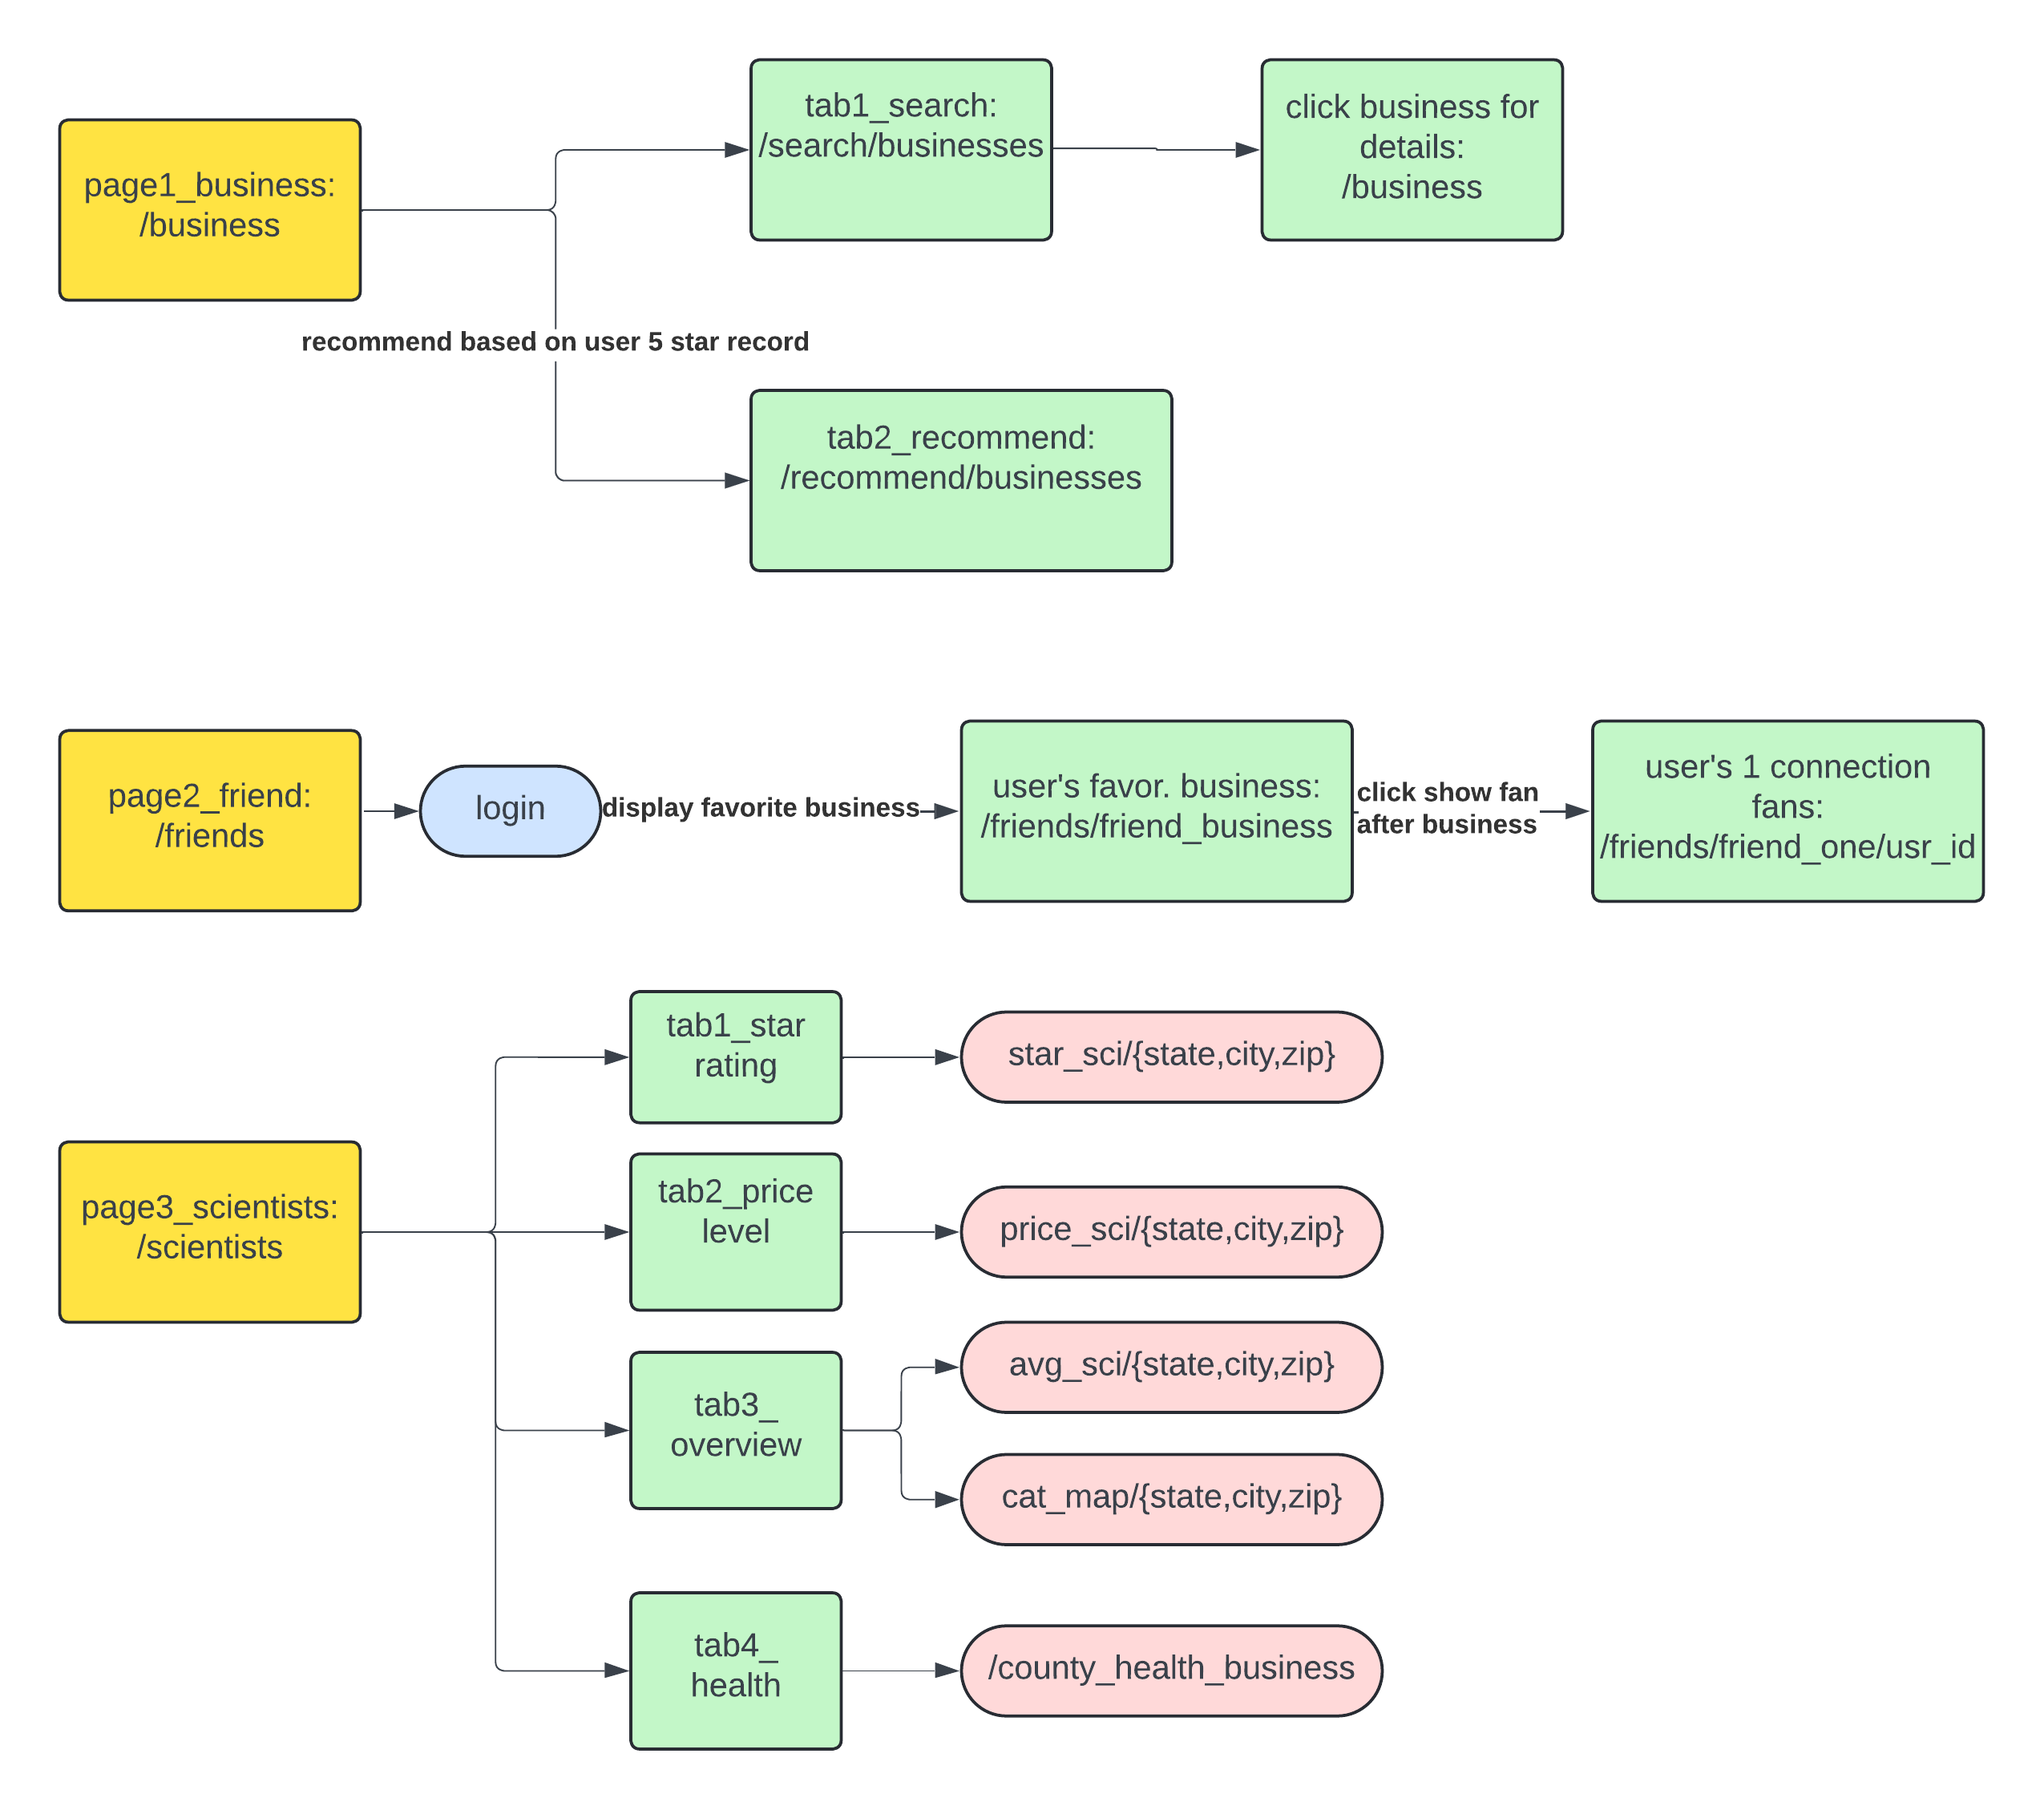 page1_business:
/business
tab1_search:
/search/businesses
click business for
details:
/business
recommend based on user 5 star record
tab2_recommend:
/recommend/businesses
page2_friend:
/friends
login
display favorite business
user's favor. business:
/friends/friend_business
click show fan
after business
user's 1 connection
fans:
/friends/friend_one/usr_id
page3_scientists:
/scientists
tab1_star
rating
star_sci/{state,city,zip}
tab2_price
level
price_sci/{state,city,zip}
tab3_
overview
avg_sci/{state,city,zip}
cat_map/{state,city,zip}
tab4_
health
/county_health_business